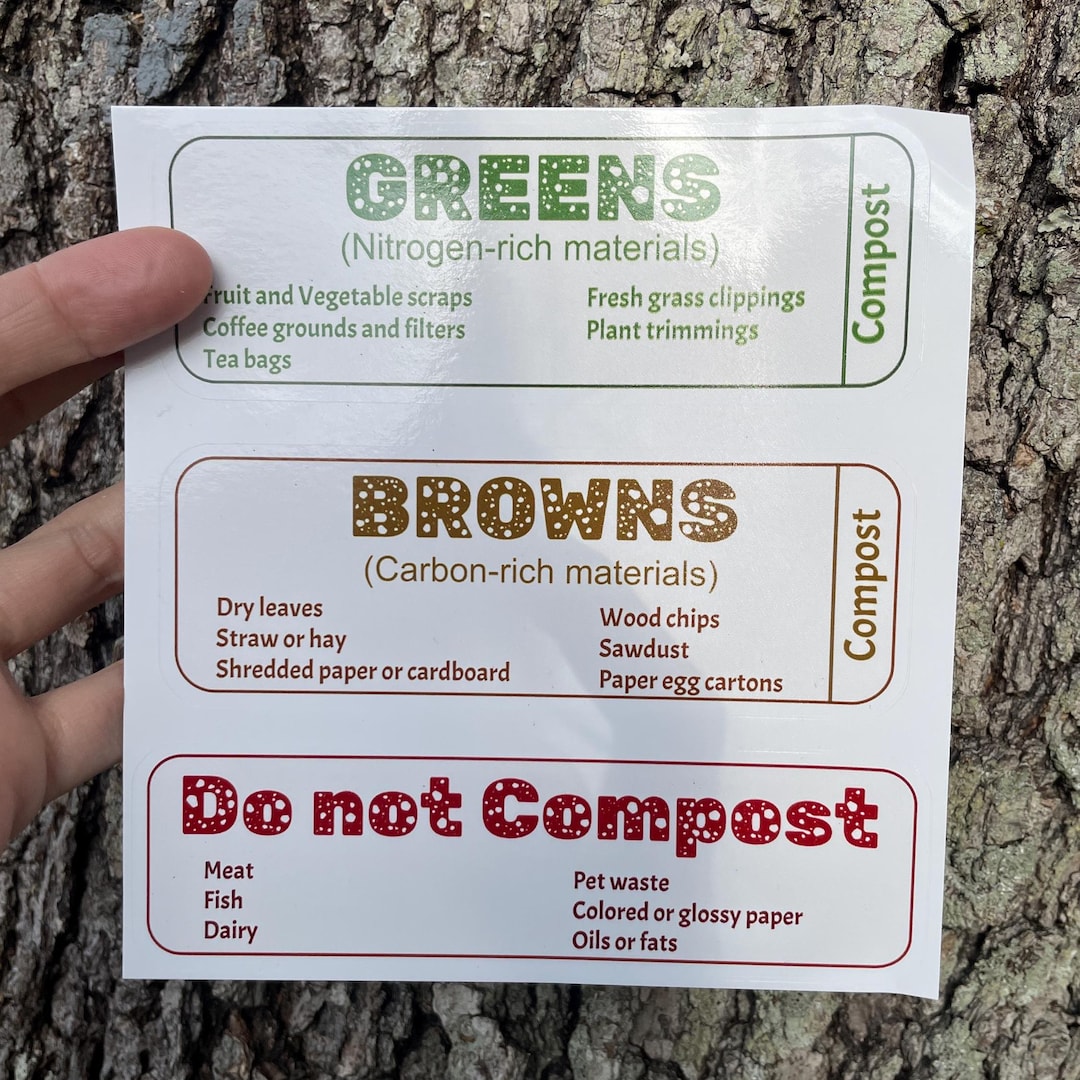 GREENS
(Nitrogen-rich materials)
Fruit and Vegetable scraps
Coffee grounds and filters
Tea bags
Fresh grass clippings
Plant trimmings
Compost
BROWNS
(Carbon-rich materials)
Dry leaves
Straw or hay
Shredded paper or cardboard
Wood chips
Sawdust
Paper egg cartons
Compost
Do not Compost
Meat
Fish
Dairy
Pet waste
Colored or glossy paper
Oils or fats